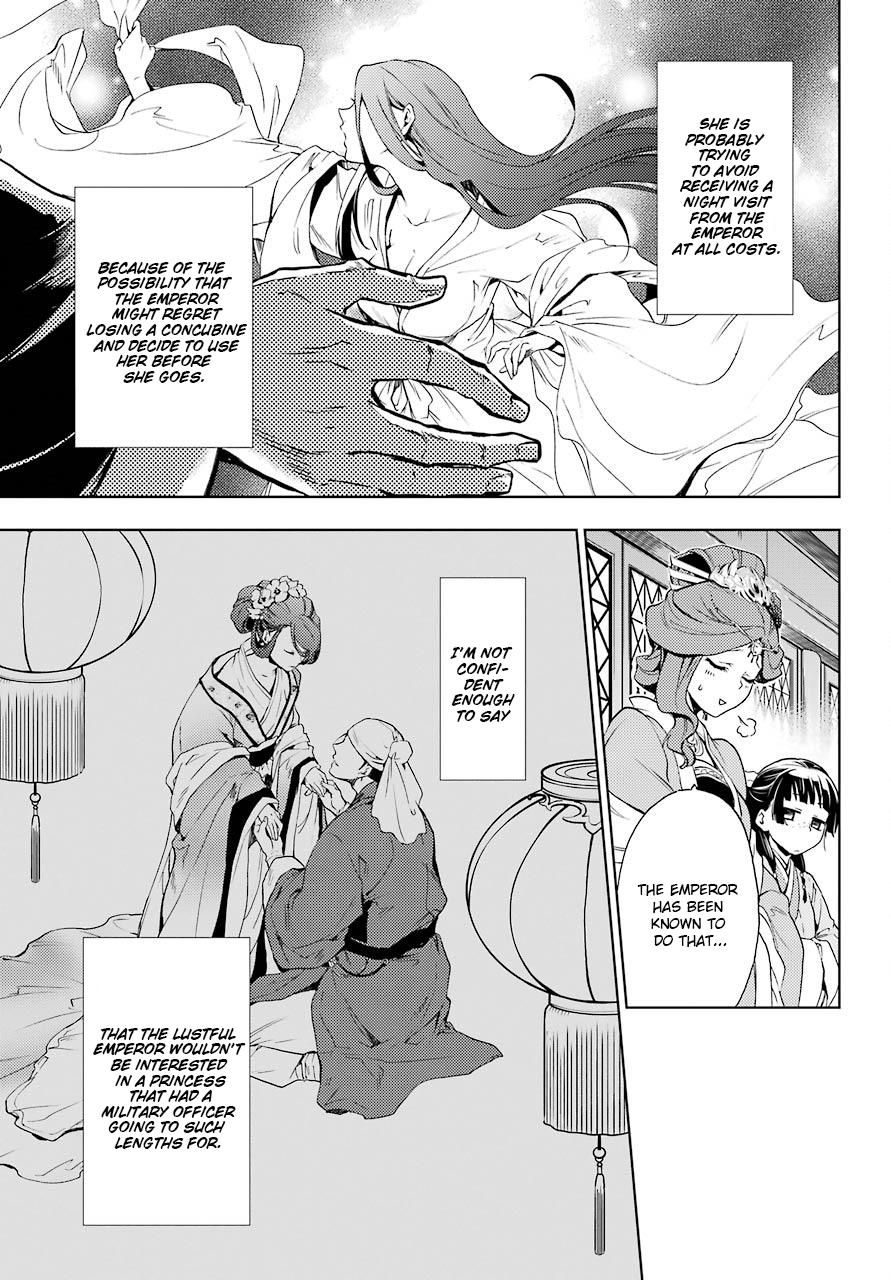 SHE IS
PROBABLY
TRYING
TO AVOID
RECEIVING A
NIGHT VISIT
FROM THE
EMPEROR
AT ALL COSTS.
BECAUSE OF THE
POSSIBILITY THAT
THE EMPEROR
MIGHT REGRET
LOSING A CONCUBINE
AND DECIDE TO USE
HER BEFORE
SHE GOES.
THE EMPEROR
HAS BEEN
KNOWN TO
DO THAT...
I'M NOT
CONFI-
DENT
ENOUGH
TO SAY
THAT THE LUSTFUL
EMPEROR WOULDN'T
BE INTERESTED
IN A PRINCESS
THAT HAD A
MILITARY OFFICER
GOING TO SUCH
LENGTHS FOR.